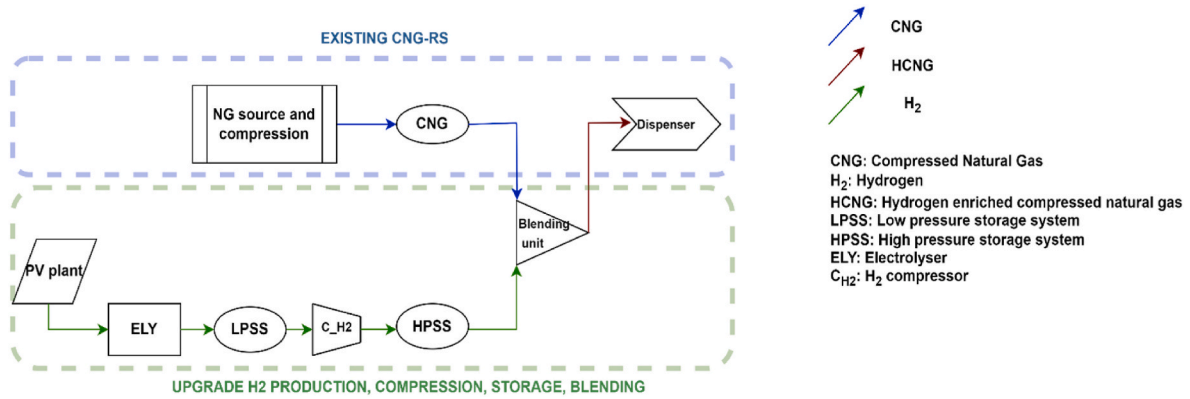 EXISTING CNG-RS
NG source and
compression
CNG
Dispenser
Blending
unit
PV plant
ELY
LPSS
C_H2
HPSS
UPGRADE H2 PRODUCTION, COMPRESSION, STORAGE, BLENDING
CNG
HCNG
H₂
CNG: Compressed Natural Gas
H₂: Hydrogen
HCNG: Hydrogen enriched compressed natural gas
LPSS: Low pressure storage system
HPSS: High pressure storage system
ELY: Electrolyser
C_H2: H₂ compressor